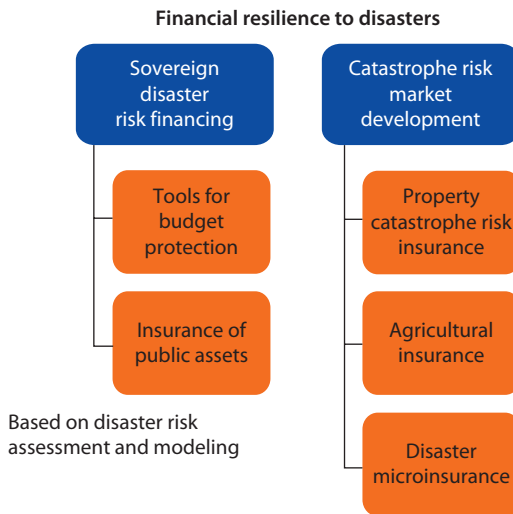 Financial resilience to disasters
Sovereign
disaster
risk financing
Tools for
budget
protection
Insurance of
public assets
Based on disaster risk
assessment and modeling
Catastrophe risk
market
development
Property
catastrophe risk
insurance
Agricultural
insurance
Disaster
microinsurance